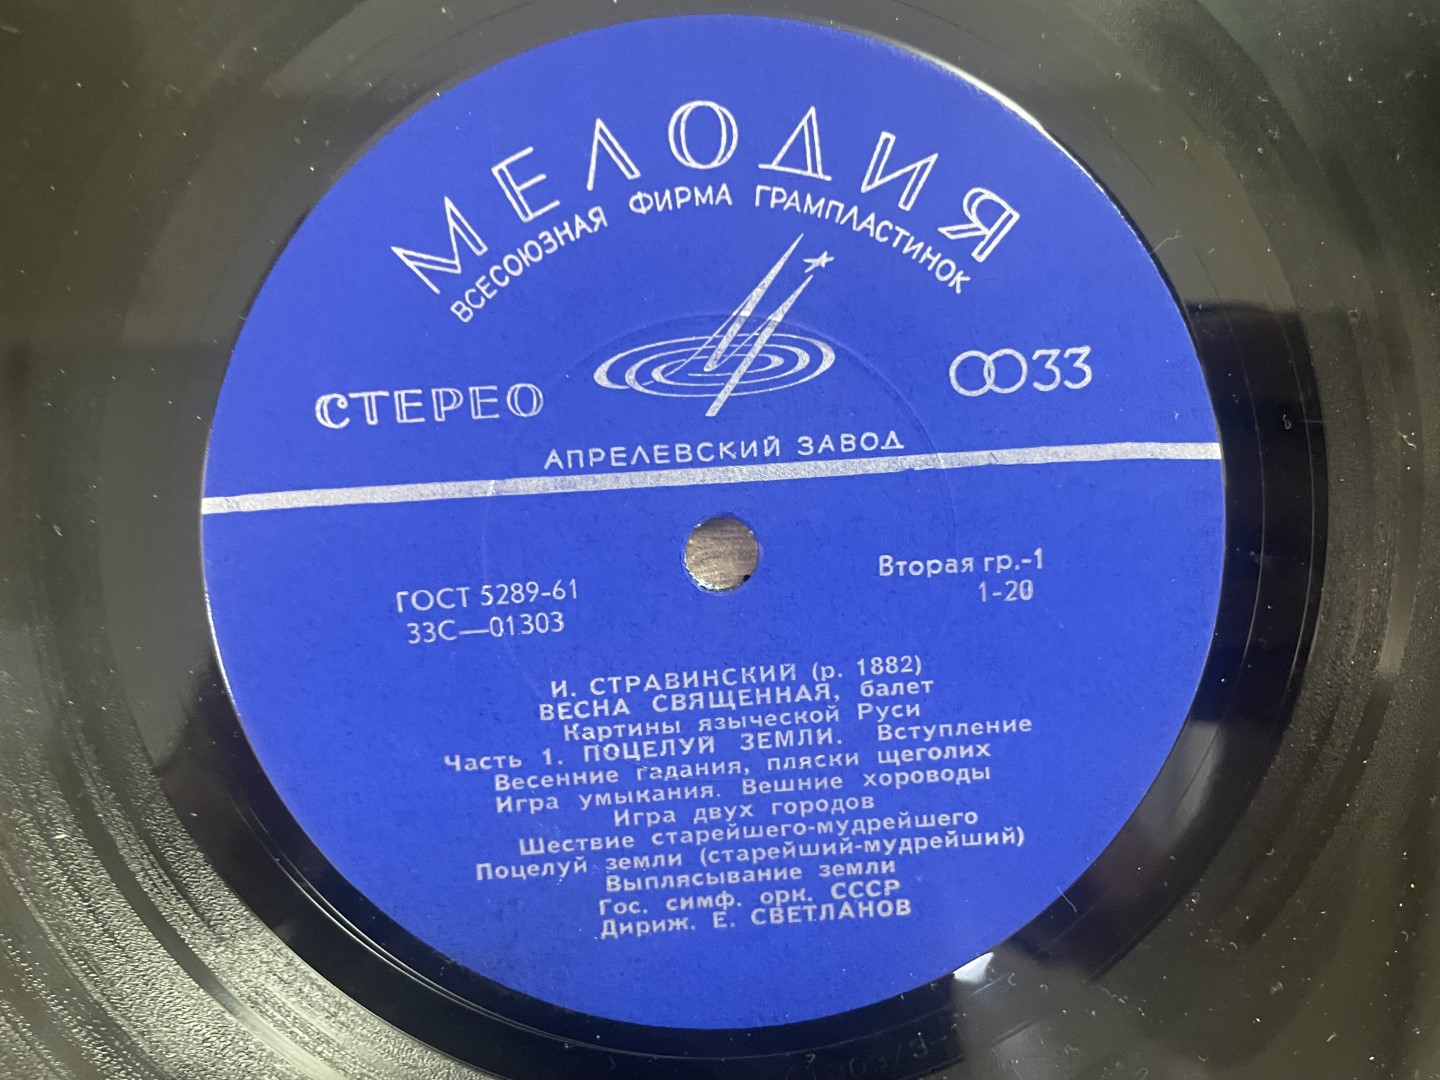 МЕЛОДИЯ
ВСЕСОЮЗНАЯ ФИРМА ГРАМПЛАСТИНОК
СТЕРЕО
33
АПРЕЛЕВСКИЙ ЗАВОД
ГОСТ 5289-61
33С—01303
Вторая гр.-1
1-20
И. СТРАВИНСКИЙ (р. 1882)
ВЕСНА СВЯЩЕННАЯ, балет
Картины языческой Руси
Часть 1. ПОЦЕЛУЙ ЗЕМЛИ. Вступление
Весенние гадания, пляски щеголих
Игра умыкания. Вешние хороводы
Игра двух городов
Шествие старейшего-мудрейшего
Поцелуй земли (старейший-мудрейший)
Выплясывание земли
Гос. симф. орк. СССР
Дириж. Е. СВЕТЛАНОВ